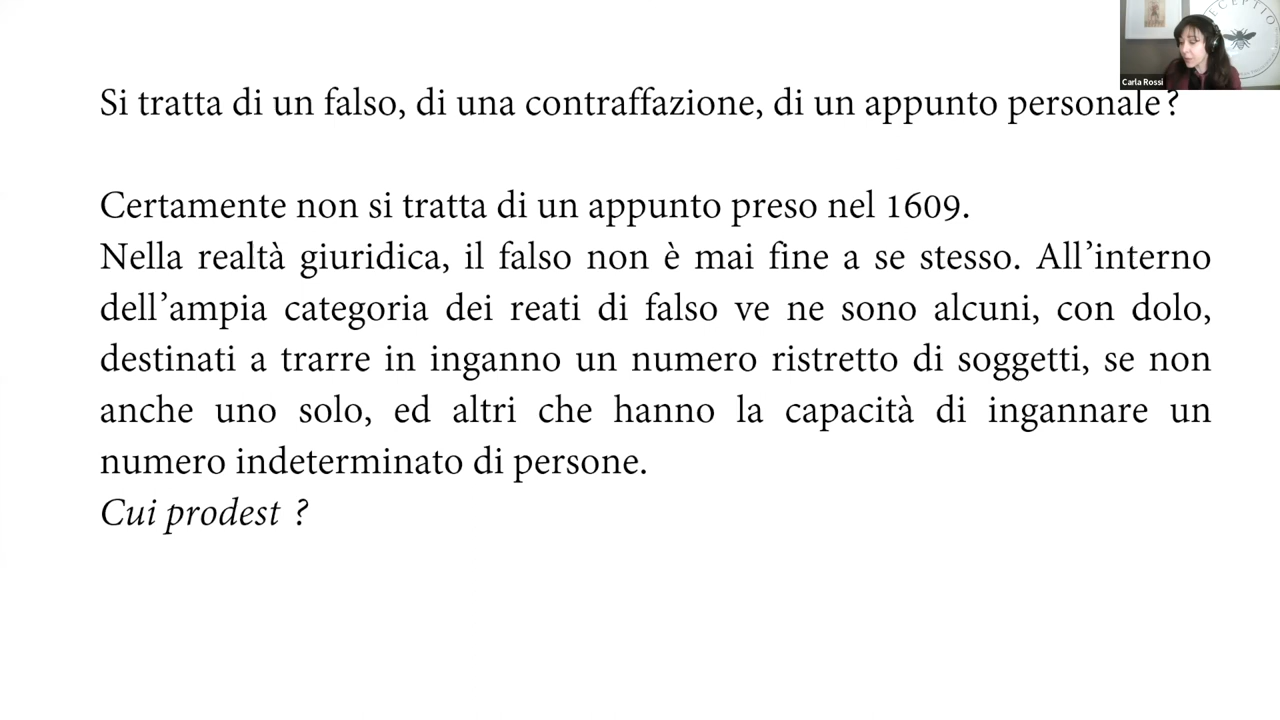 ECEPTIO
Carla Rossi
Si tratta di un falso, di una contraffazione, di un appunto personale?
Certamente non si tratta di un appunto preso nel 1609.
Nella realtà giuridica, il falso non è mai fine a se stesso. All’interno
dell’ampia categoria dei reati di falso ve ne sono alcuni, con dolo,
destinati a trarre in inganno un numero ristretto di soggetti, se non
anche uno solo, ed altri che hanno la capacità di ingannare un
numero indeterminato di persone.
Cui prodest ?